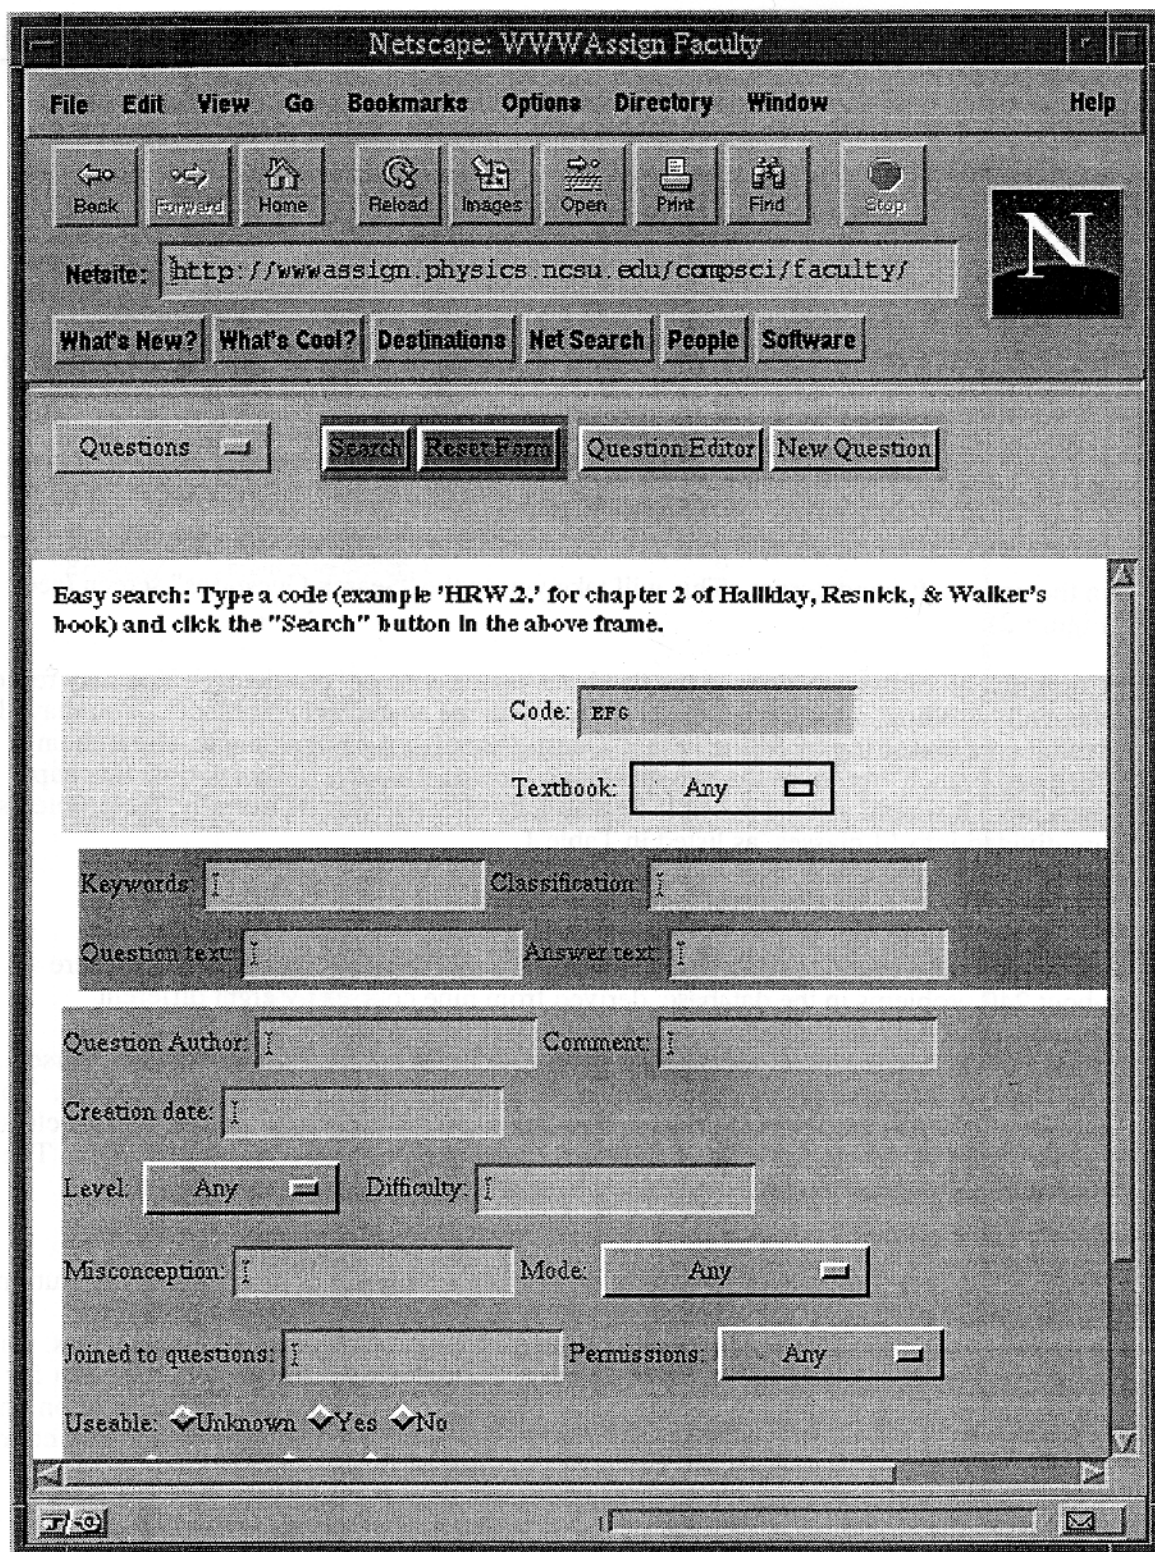 Netscape: WWWAssign Faculty
File Edit View Go Bookmarks Options Directory Window Help
Back Forward Home Reload Images Open Print Find Stop
N
Netsite: http://wwwassign.physics.ncsu.edu/compsci/faculty/
What's New? What's Cool? Destinations Net Search People Software
Questions Search Reset Form Question Editor New Question
Easy search: Type a code (example 'HRW.2.' for chapter 2 of Halliday, Resnick, & Walker's
book) and click the "Search" button in the above frame.
Code: EFG
Textbook: Any
Keywords: Classification:
Question text: Answer text:
Question Author: Comment:
Creation date:
Level: Any Difficulty:
Misconception: Mode: Any
Joined to questions: Permissions: Any
Useable: Unknown Yes No